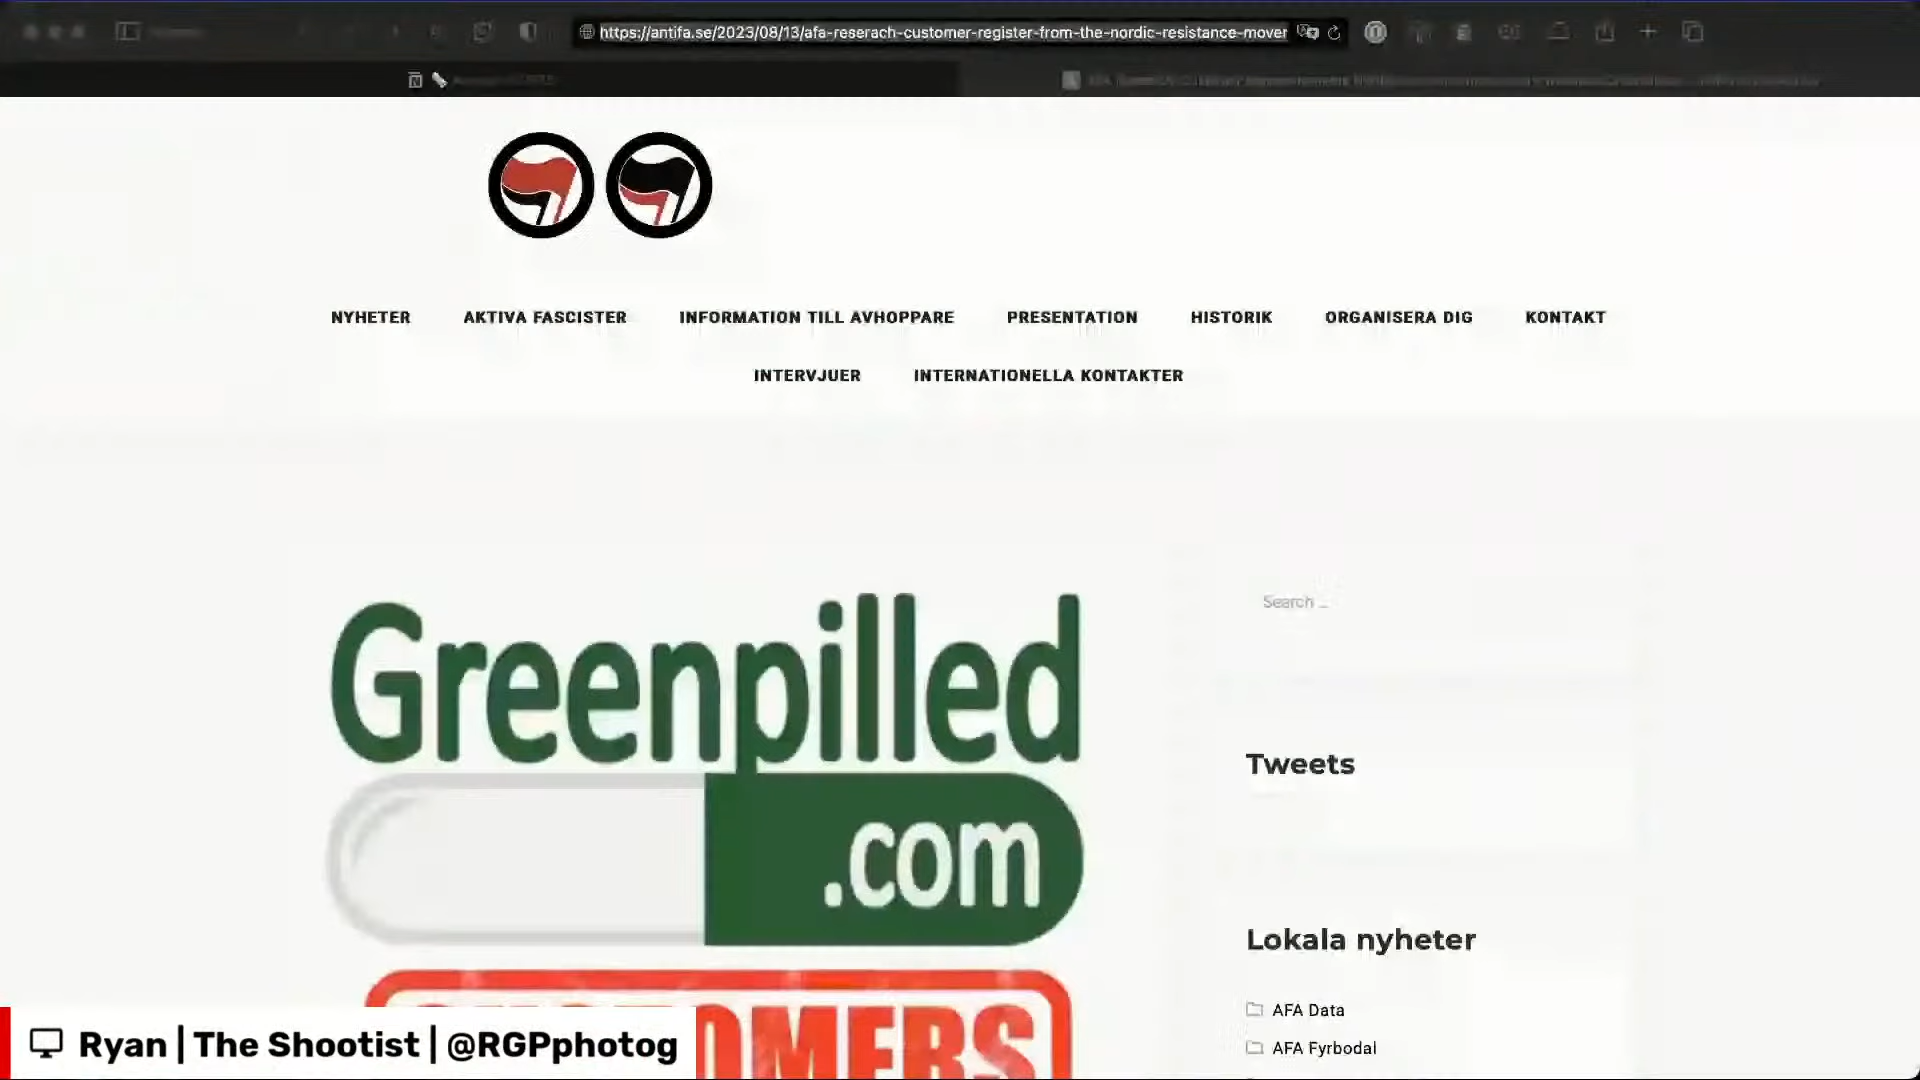 https://antifa.se/2023/08/13/afa-reserach-customer-register-from-the-nordic-resistance-mover
NYHETER AKTIVA FASCISTER INFORMATION TILL AVHOPPARE PRESENTATION HISTORIK ORGANISERA DIG KONTAKT
INTERVJUER INTERNATIONELLA KONTAKTER
Greenpilled
.com
CUSTOMERS
Search ...
Tweets
Lokala nyheter
AFA Data
AFA Fyrbodal
Ryan | The Shootist | @RGPphotog